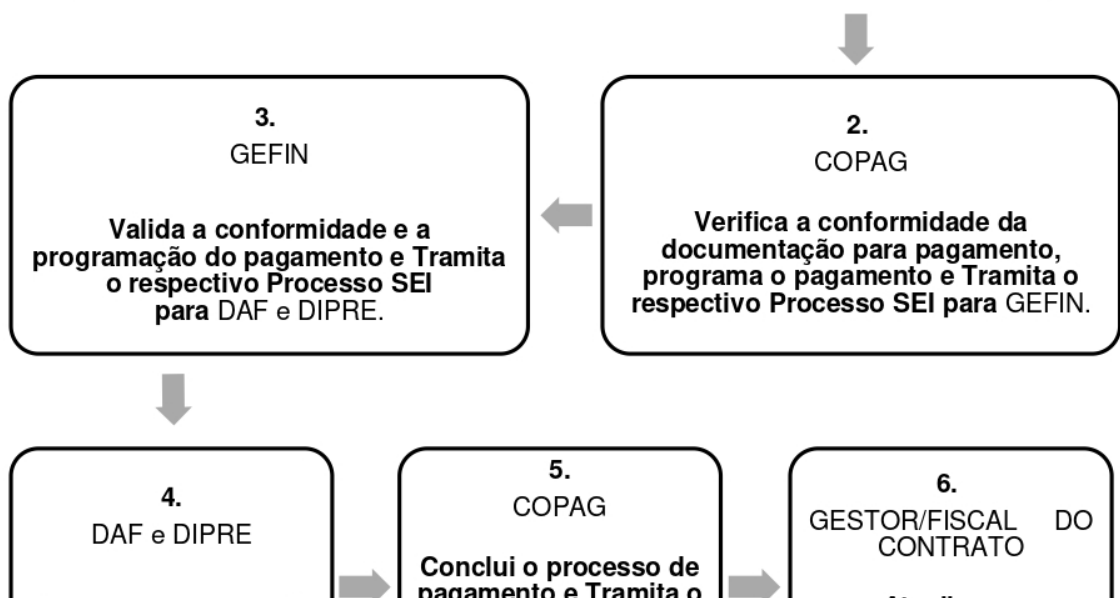 3.
GEFIN
Valida a conformidade e a
programação do pagamento e Tramita
o respectivo Processo SEI
para DAF e DIPRE.
2.
COPAG
Verifica a conformidade da
documentação para pagamento,
programa o pagamento e Tramita o
respectivo Processo SEI para GEFIN.
4.
DAF e DIPRE
5.
COPAG
Conclui o processo de
pagamento e Tramita o
6.
GESTOR/FISCAL DO
CONTRATO